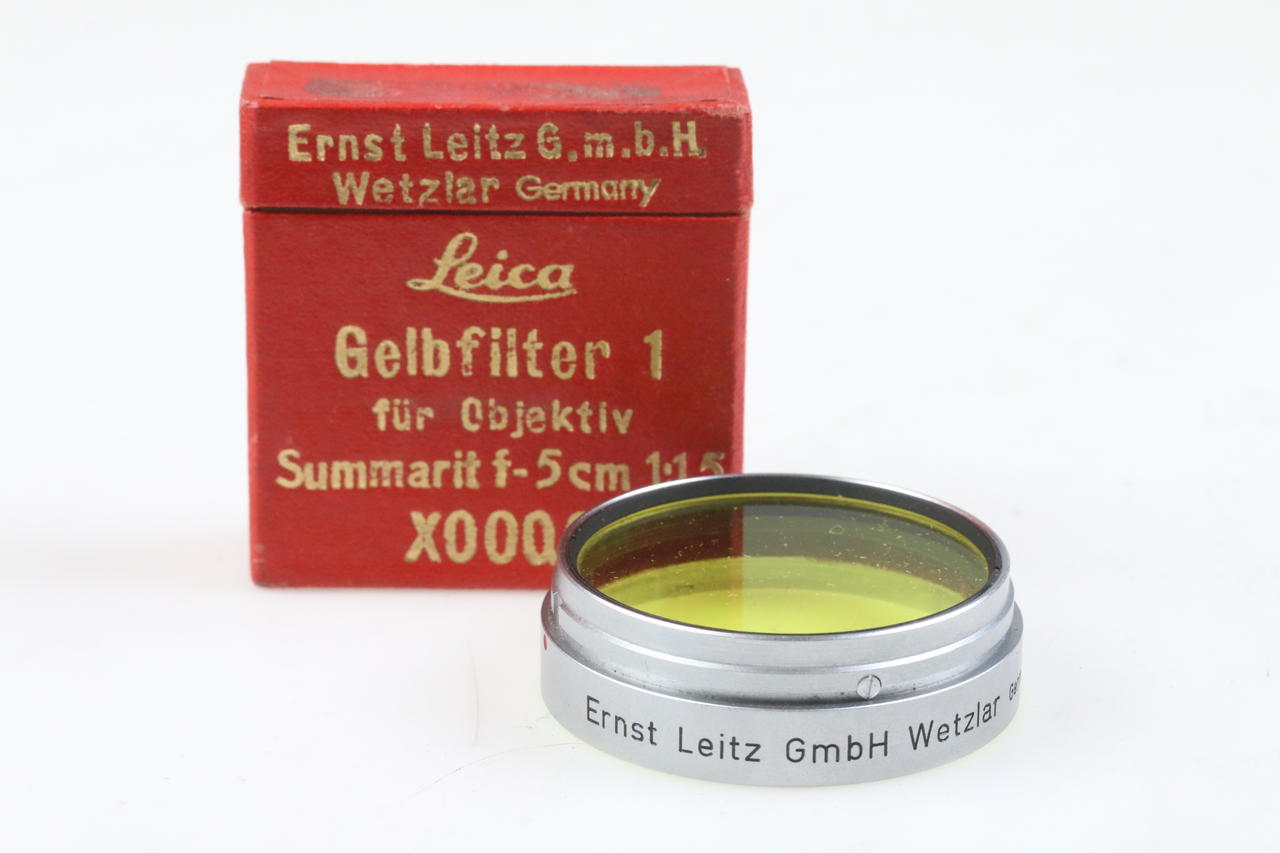 Ernst Leitz G.m.b.H.
Wetzlar Germany
Leica
Gelbfilter 1
für Objektiv
Summarit f-5cm 1:1.5
Ernst Leitz GmbH Wetzlar